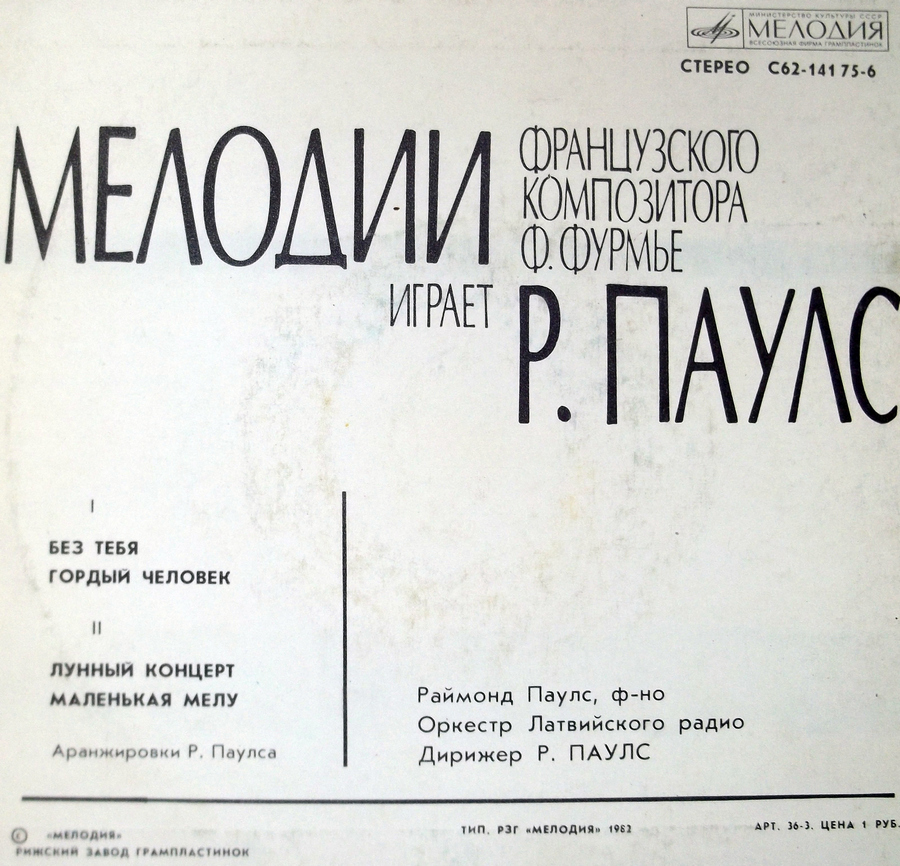 МИНИСТЕРСТВО КУЛЬТУРЫ СССР
МЕЛОДИЯ
ВСЕСОЮЗНАЯ ФИРМА ГРАМПЛАСТИНОК
СТЕРЕО С62-14175-6
МЕЛОДИИ
ФРАНЦУЗСКОГО
КОМПОЗИТОРА
Ф. ФУРМЬЕ
ИГРАЕТ
Р. ПАУЛС
I
БЕЗ ТЕБЯ
ГОРДЫЙ ЧЕЛОВЕК
II
ЛУННЫЙ КОНЦЕРТ
МАЛЕНЬКАЯ МЕЛУ
Аранжировки Р. Паулса
Раймонд Паулс, ф-но
Оркестр Латвийского радио
Дирижер Р. ПАУЛС
© «МЕЛОДИЯ»
РИЖСКИЙ ЗАВОД ГРАМПЛАСТИНОК
ТИП. РЗГ «МЕЛОДИЯ» 1982
АРТ. 36-3. ЦЕНА 1 РУБ.